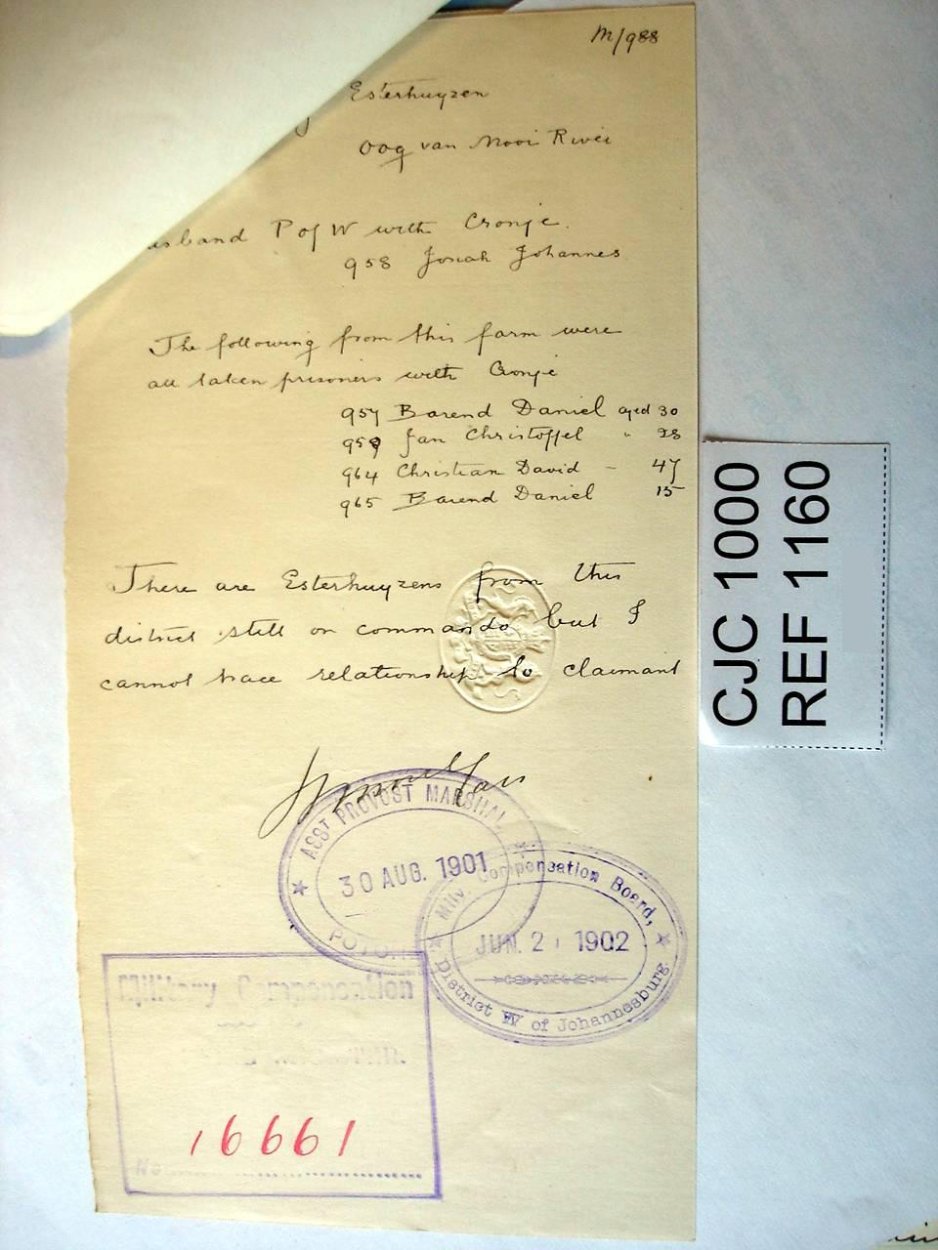 M/988
Esterhuyzen
Oog van Mooi River
usband P of W with Cronje.
958 Josiah Johannes
The following from this farm were
all taken prisoners with Cronje
957 Barend Daniel aged 30
959 Jan Christoffel " 28
964 Christian David - 47
965 Barend Daniel 15
There are Esterhuyzens from this
district still on commando but I
cannot trace relationship to claimant
ASST PROVOST MARSHAL
30 AUG. 1901
POTCH
Mily. Compensation Board,
JUN. 2 1902
District W of Johannesburg.
Military Compensation
16661
No
CJC 1000
REF 1160